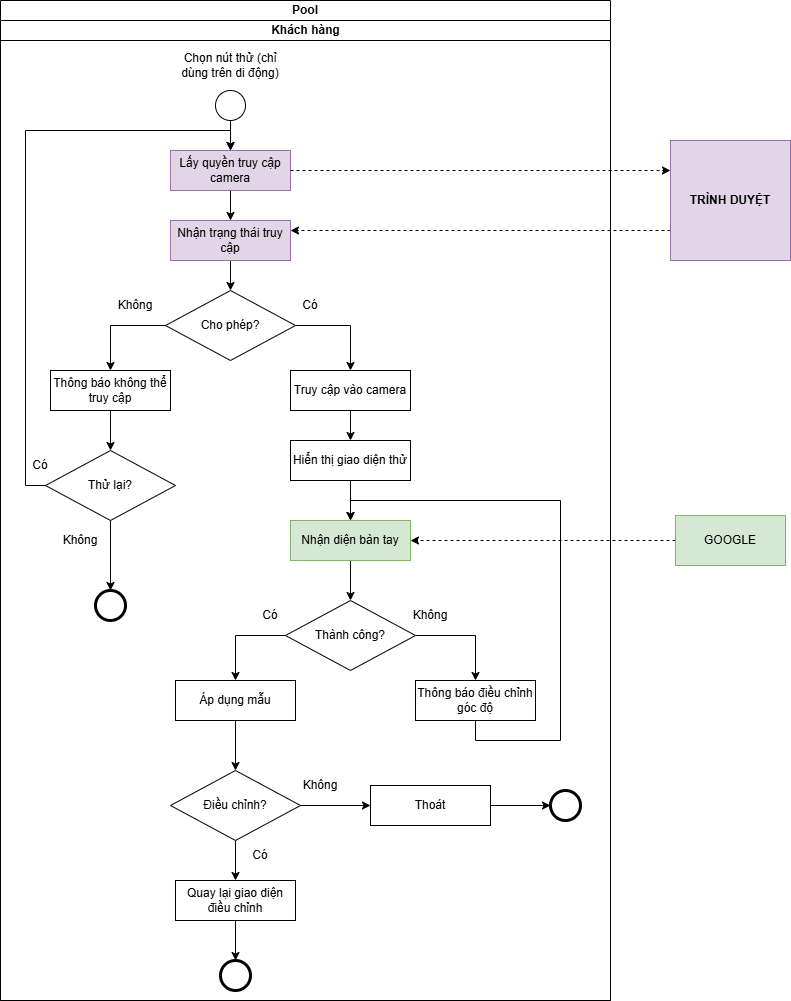 Pool
Khách hàng
Chọn nút thử (chỉ
dùng trên di động)
Lấy quyền truy cập
camera
TRÌNH DUYỆT
Nhận trạng thái truy
cập
Không
Có
Cho phép?
Thông báo không thể
truy cập
Truy cập vào camera
Hiển thị giao diện thử
Có
Thử lại?
Không
Nhận diện bàn tay
GOOGLE
Có
Không
Thành công?
Áp dụng mẫu
Thông báo điều chỉnh
góc độ
Điều chỉnh?
Không
Thoát
Có
Quay lại giao diện
điều chỉnh